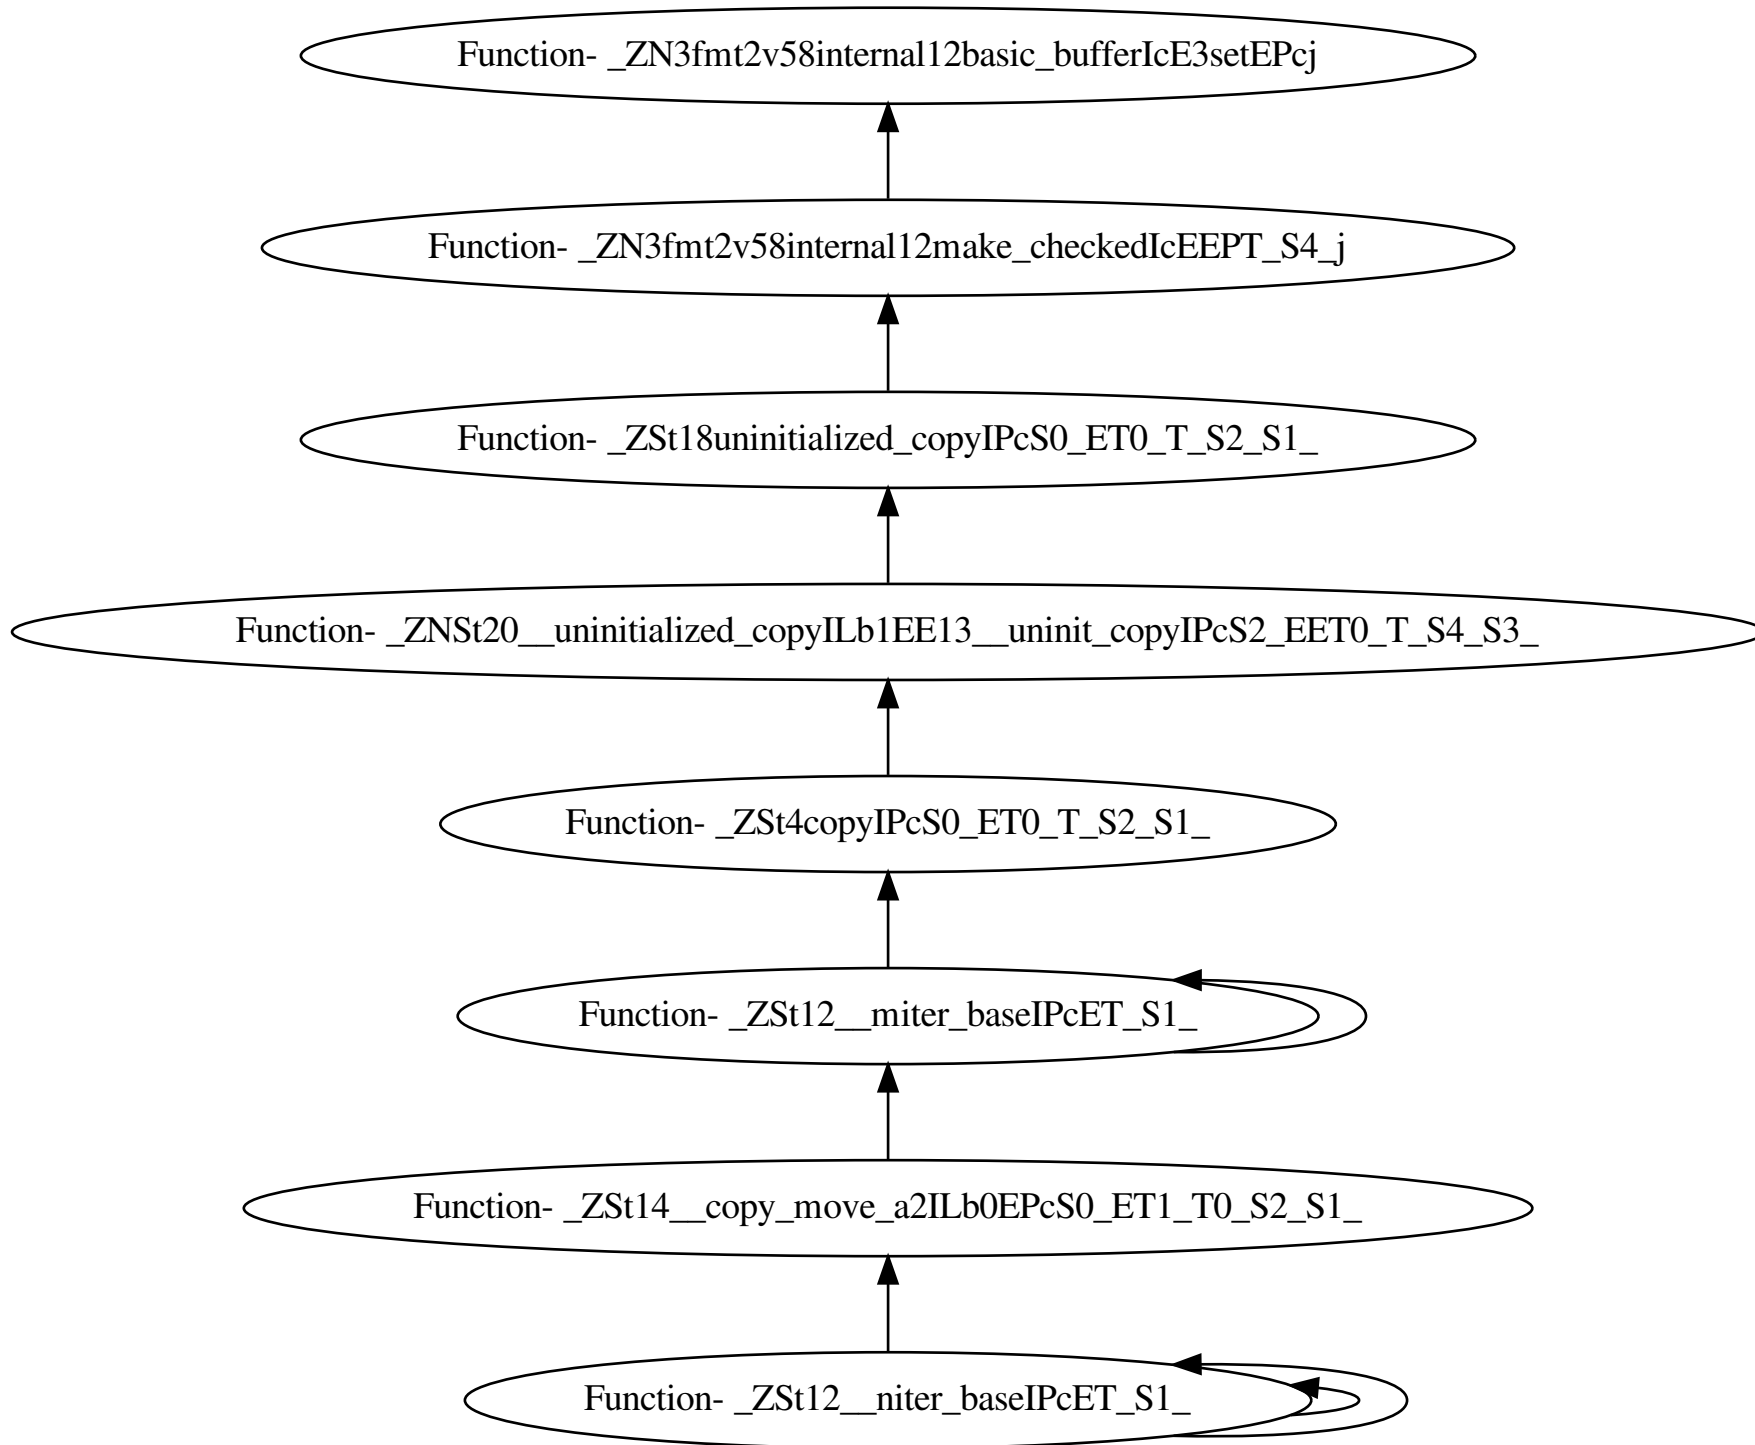 Function- _ZN3fmt2v58internal12basic_bufferIcE3setEPcj
Function- _ZN3fmt2v58internal12make_checkedIcEEPT_S4_j
Function- _ZSt18uninitialized_copyIPcS0_ET0_T_S2_S1_
Function- _ZNSt20__uninitialized_copyILb1EE13__uninit_copyIPcS2_EET0_T_S4_S3_
Function- _ZSt4copyIPcS0_ET0_T_S2_S1_
Function- _ZSt12__miter_baseIPcET_S1_
Function- _ZSt14__copy_move_a2ILb0EPcS0_ET1_T0_S2_S1_
Function- _ZSt12__niter_baseIPcET_S1_